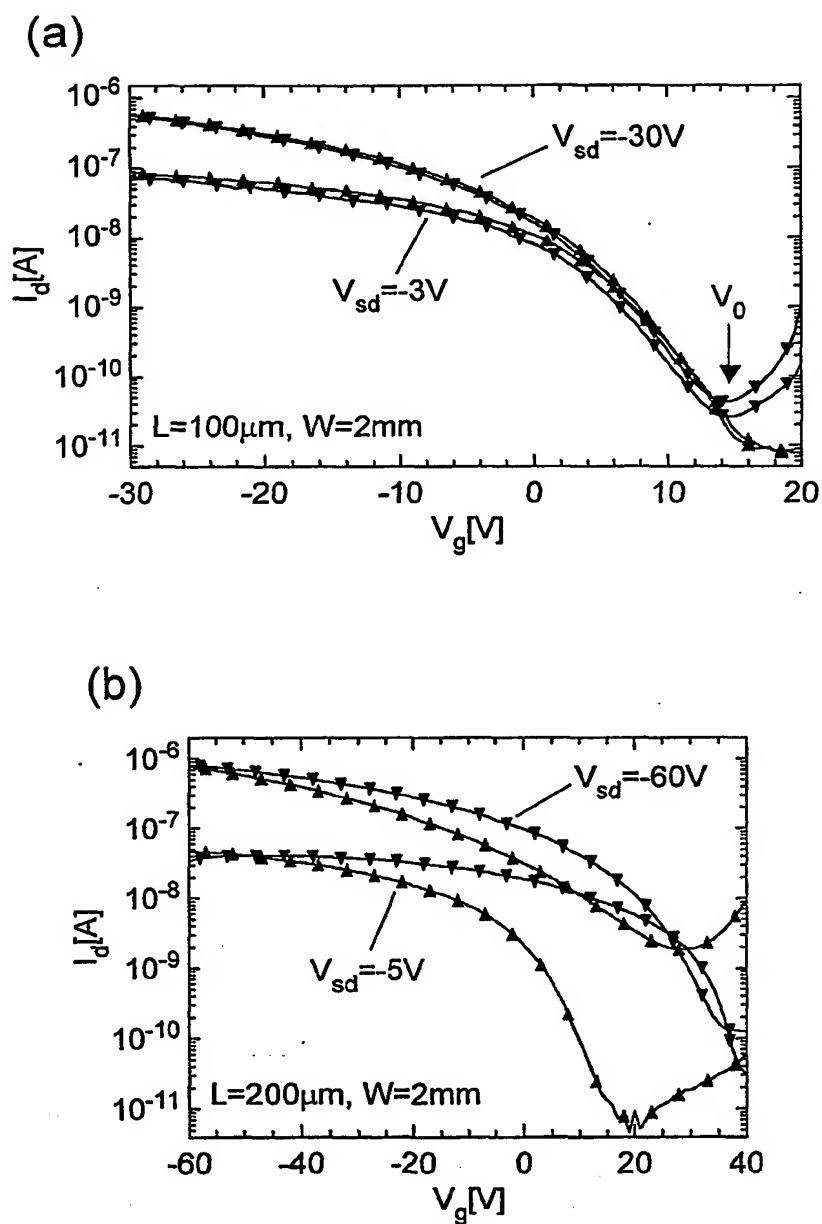 (a)
10⁻⁶
10⁻⁷
10⁻⁸
10⁻⁹
10⁻¹⁰
10⁻¹¹
I_d[A]
V_sd=-30V
V_sd=-3V
V_0
L=100μm, W=2mm
-30 -20 -10 0 10 20
V_g[V]
(b)
10⁻⁶
10⁻⁷
10⁻⁸
10⁻⁹
10⁻¹⁰
10⁻¹¹
I_d[A]
V_sd=-60V
V_sd=-5V
L=200μm, W=2mm
-60 -40 -20 0 20 40
V_g[V]